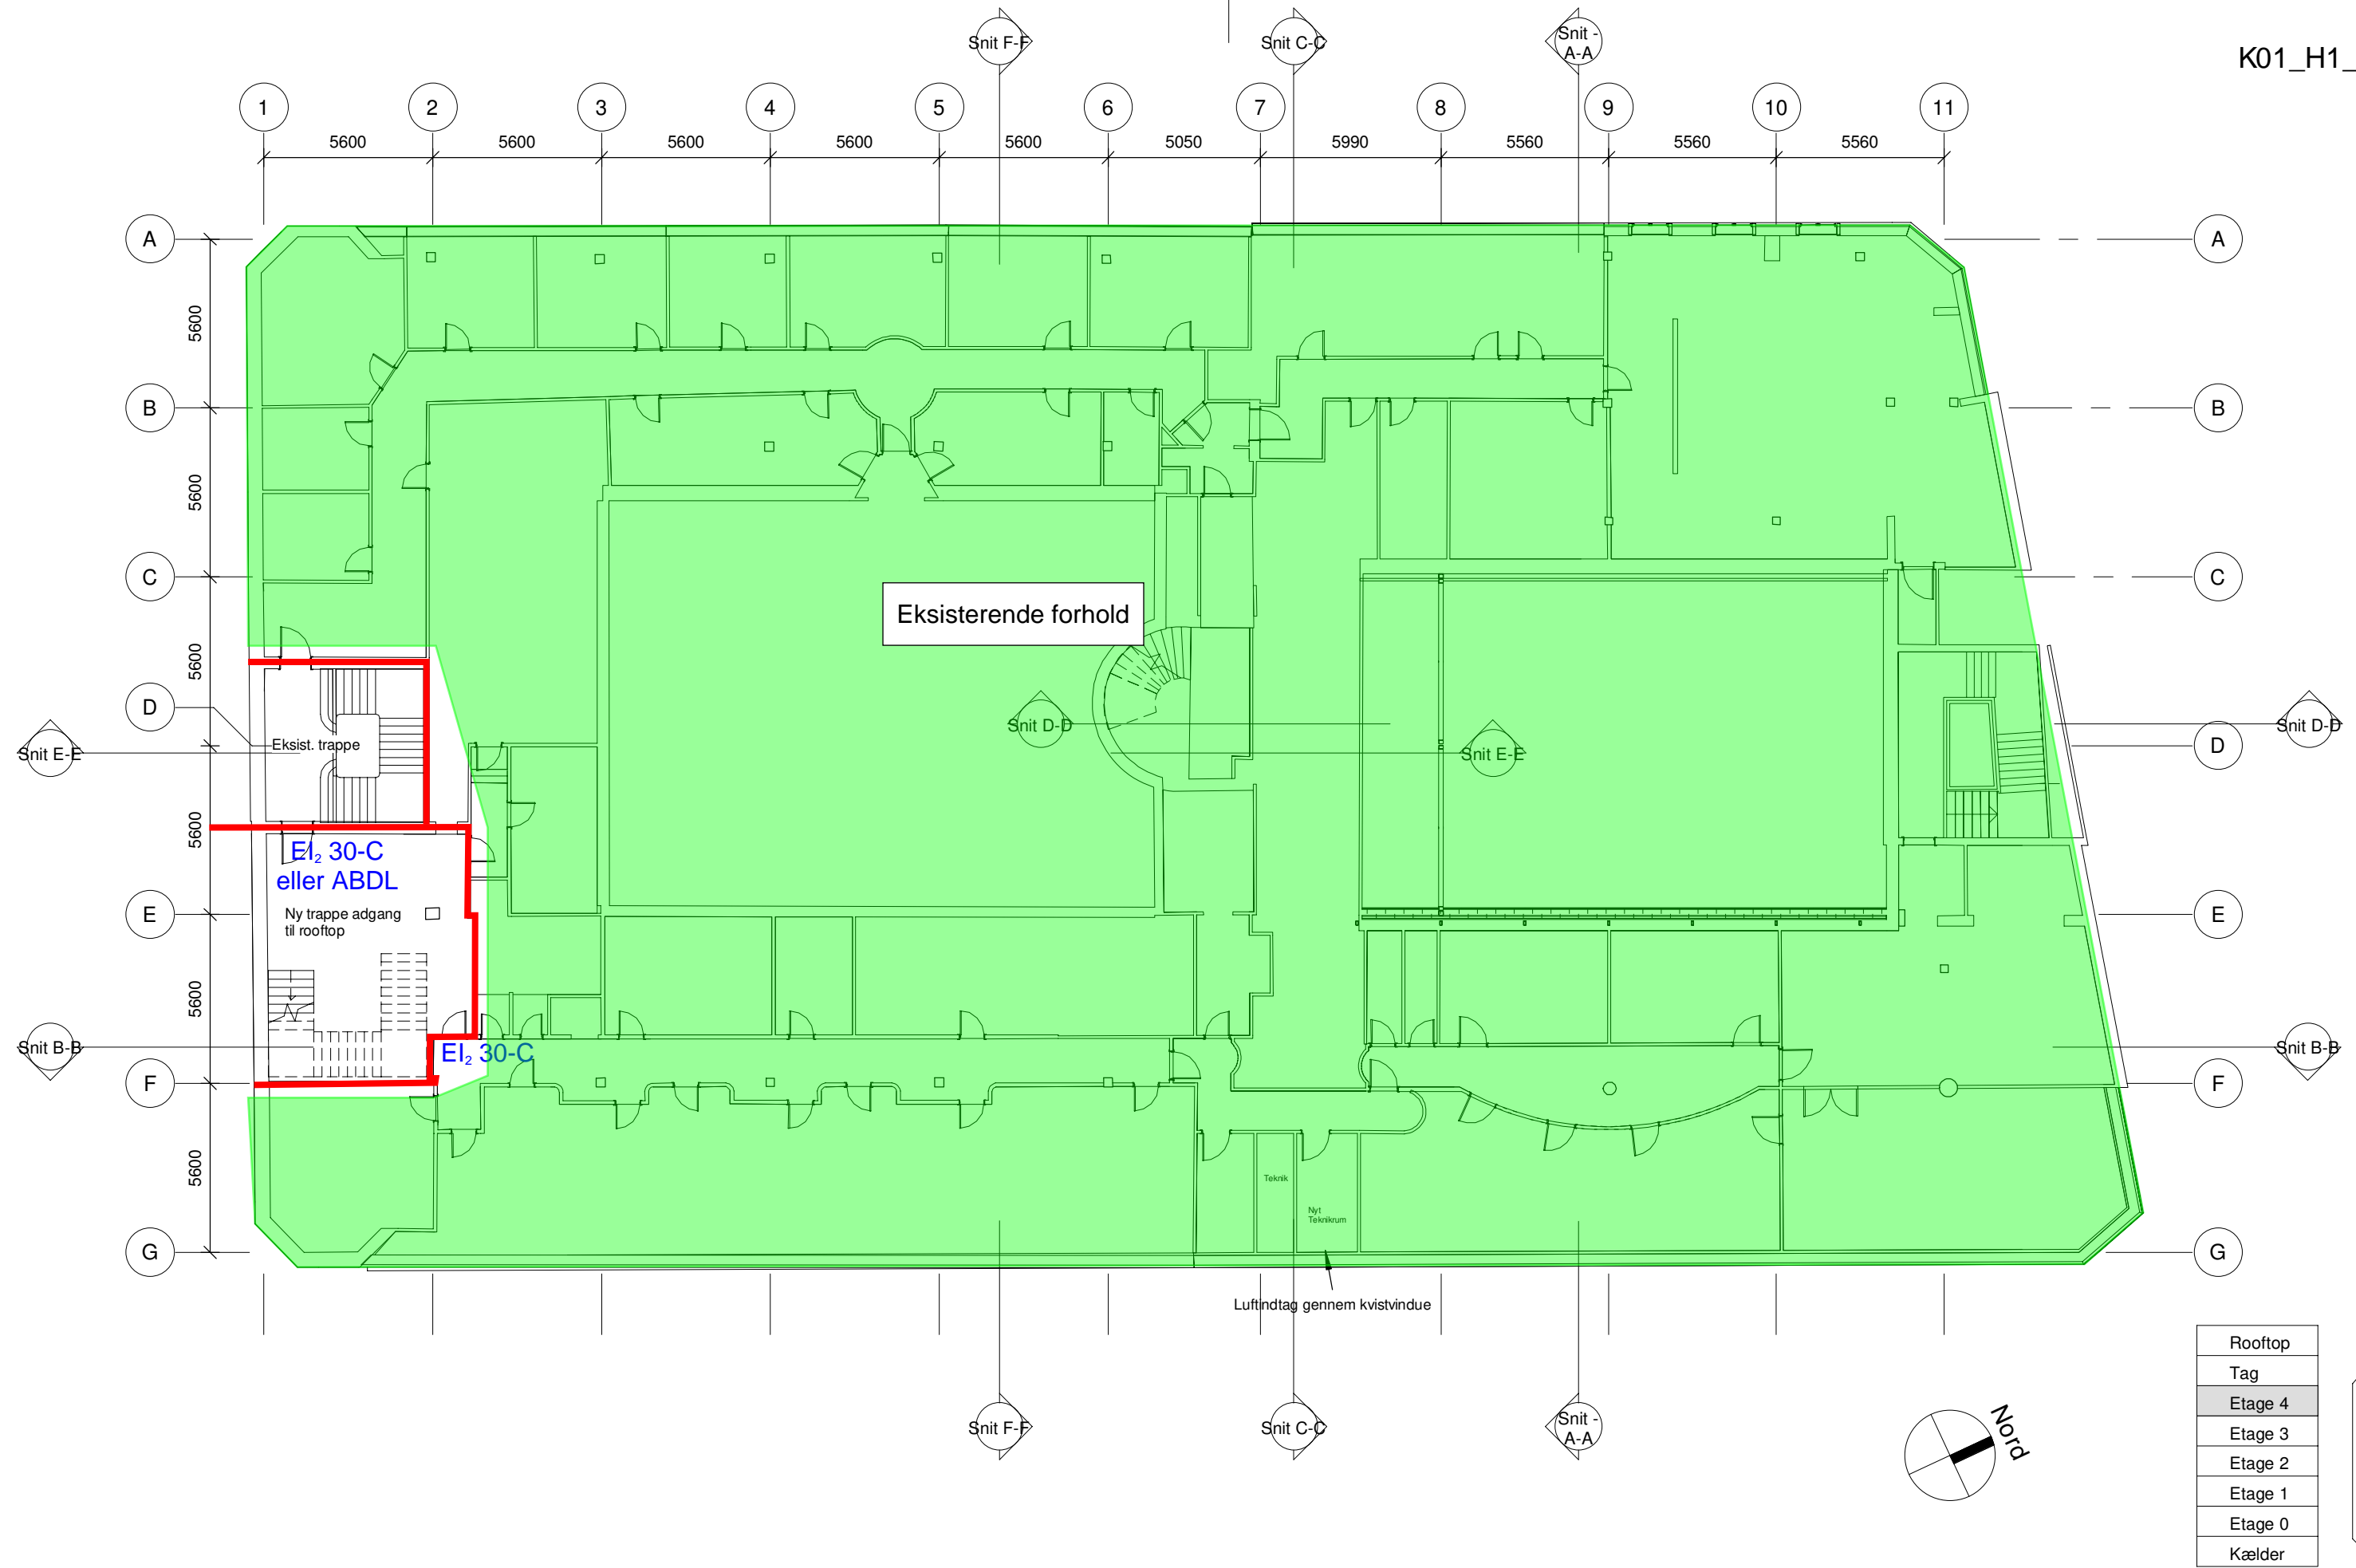 Snit F-F
Snit C-C
Snit -
A-A
K01_H1_
1
2
3
4
5
6
7
8
9
10
11
5600
5600
5600
5600
5600
5050
5990
5560
5560
5560
A
A
5600
B
B
5600
C
C
Eksisterende forhold
5600
D
Snit D-D
Snit D-D
Eksist. trappe
D
Snit E-E
Snit E-E
5600
EI₂ 30-C
eller ABDL
Ny trappe adgang
til rooftop
E
E
5600
Snit B-B
EI₂ 30-C
Snit B-B
F
F
5600
Teknik
Nyt
Teknikrum
G
G
Luftindtag gennem kvistvindue
Snit F-F
Snit C-C
Snit -
A-A
Nord
Rooftop
Tag
Etage 4
Etage 3
Etage 2
Etage 1
Etage 0
Kælder